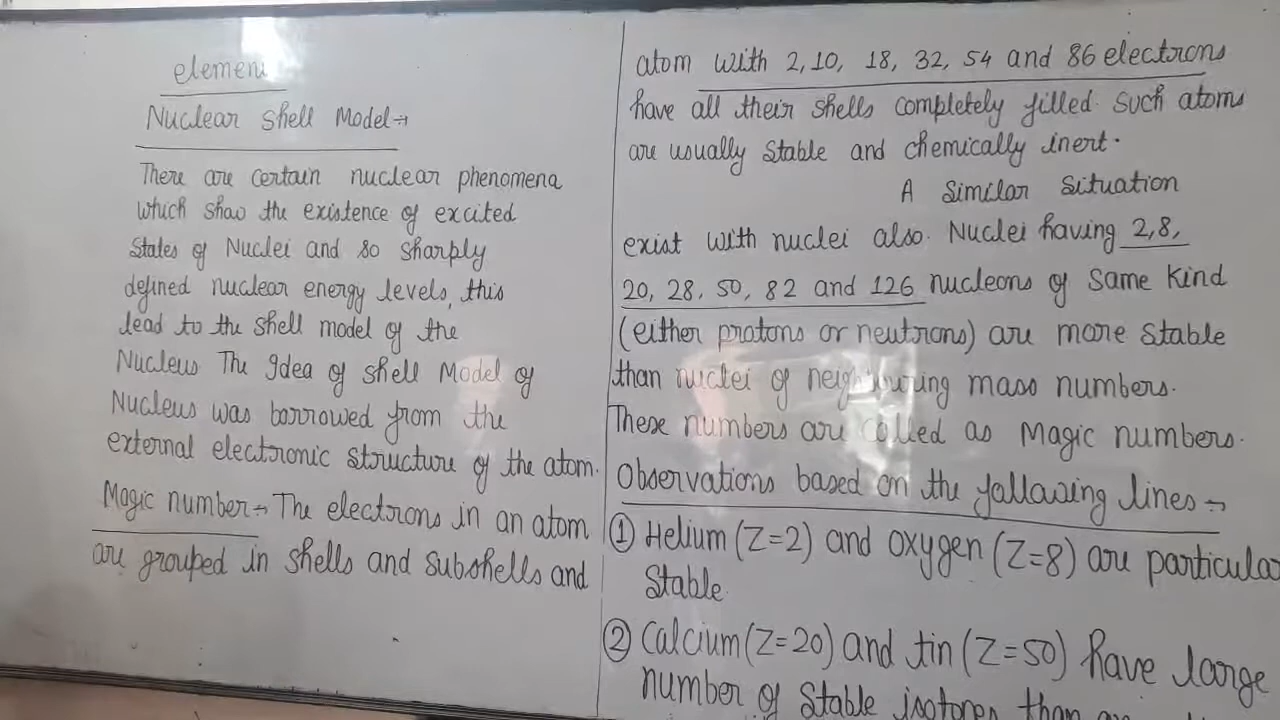 element
Nuclear Shell Model→
There are certain nuclear phenomena
which show the existence of excited
States of Nuclei and so sharply
defined nuclear energy levels, this
lead to the shell model of the
Nucleus The Idea of shell Model of
Nucleus was borrowed from the
external electronic structure of the atom.
Magic number→ The electrons in an atom
are grouped in shells and subshells and
atom with 2, 10, 18, 32, 54 and 86 electrons
have all their shells completely filled. Such atoms
are usually Stable and chemically inert.
A Similar Situation
exist with nuclei also. Nuclei having 2, 8,
20, 28, 50, 82 and 126 nucleons of Same Kind
(either protons or neutrons) are more Stable
than nuclei of neighbouring mass numbers.
These numbers are called as Magic numbers.
Observations based on the following lines→
① Helium (Z=2) and oxygen (Z=8) are particular
Stable.
② Calcium (Z=20) and tin (Z=50) have large
number of Stable isotopes than